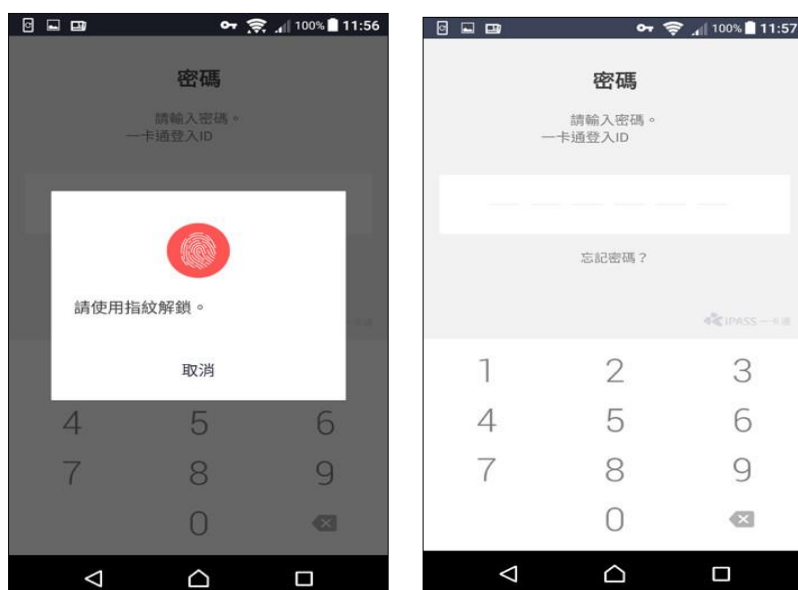 100% 11:56
密碼
請輸入密碼。
一卡通登入ID
請使用指紋解鎖。
取消
4 5 6
7 8 9
0
100% 11:57
密碼
請輸入密碼。
一卡通登入ID
忘記密碼？
iPASS 一卡通
1 2 3
4 5 6
7 8 9
0